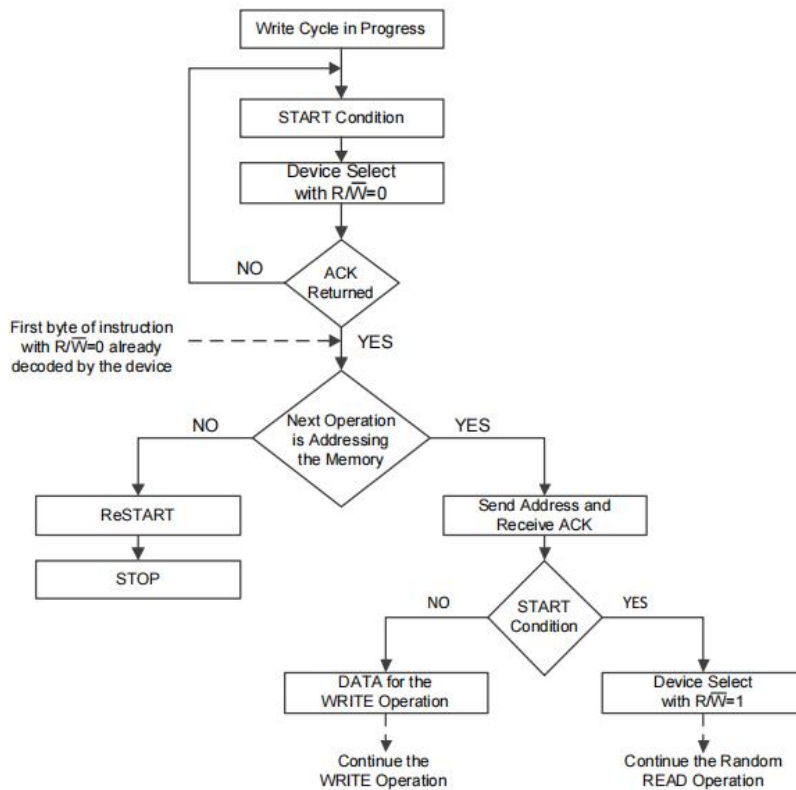 Write Cycle in Progress
START Condition
Device Select
with R/W̅=0
NO
ACK
Returned
First byte of instruction
with R/W̅=0 already
decoded by the device
YES
NO
Next Operation
is Addressing
the Memory
YES
ReSTART
Send Address and
Receive ACK
STOP
NO
START
Condition
YES
DATA for the
WRITE Operation
Device Select
with R/W̅=1
Continue the
WRITE Operation
Continue the Random
READ Operation